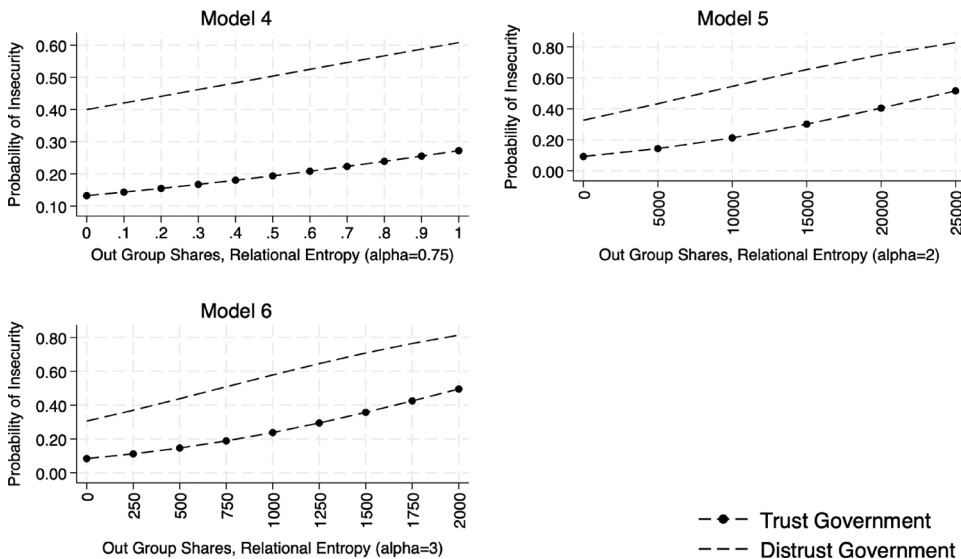 Model 4
Probability of Insecurity
0.60
0.50
0.40
0.30
0.20
0.10
0 .1 .2 .3 .4 .5 .6 .7 .8 .9 1
Out Group Shares, Relational Entropy (alpha=0.75)
Model 5
Probability of Insecurity
0.80
0.60
0.40
0.20
0.00
0 5000 10000 15000 20000 25000
Out Group Shares, Relational Entropy (alpha=2)
Model 6
Probability of Insecurity
0.80
0.60
0.40
0.20
0.00
0 250 500 750 1000 1250 1500 1750 2000
Out Group Shares, Relational Entropy (alpha=3)
Trust Government
Distrust Government